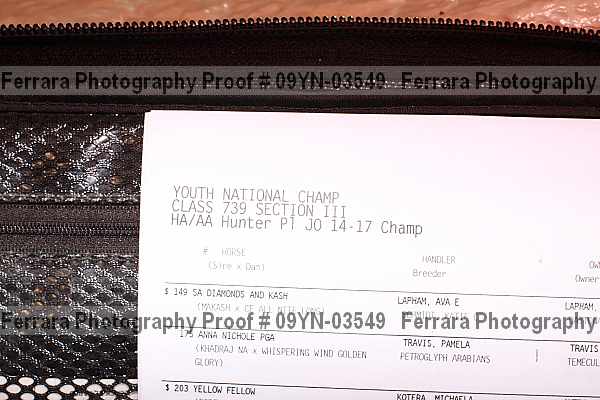 Ferrara Photography Proof # 09YN-03549 Ferrara Photography
YOUTH NATIONAL CHAMP
CLASS 739 SECTION III
HA/AA Hunter Pl JO 14-17 Champ
# HORSE HANDLER
(Sire x Dam) Breeder Owner
$ 149 SA DIAMONDS AND KASH LAPHAM, AVA E LAPHAM,
Ferrara Photography Proof # 09YN-03549 Ferrara Photography
175 ANNA NICHOLE PGA TRAVIS, PAMELA TRAVIS
(KHADRAJ NA x WHISPERING WIND GOLDEN PETROGLYPH ARABIANS TEMECUL
GLORY)
$ 203 YELLOW FELLOW KOTERA, MICHAELA